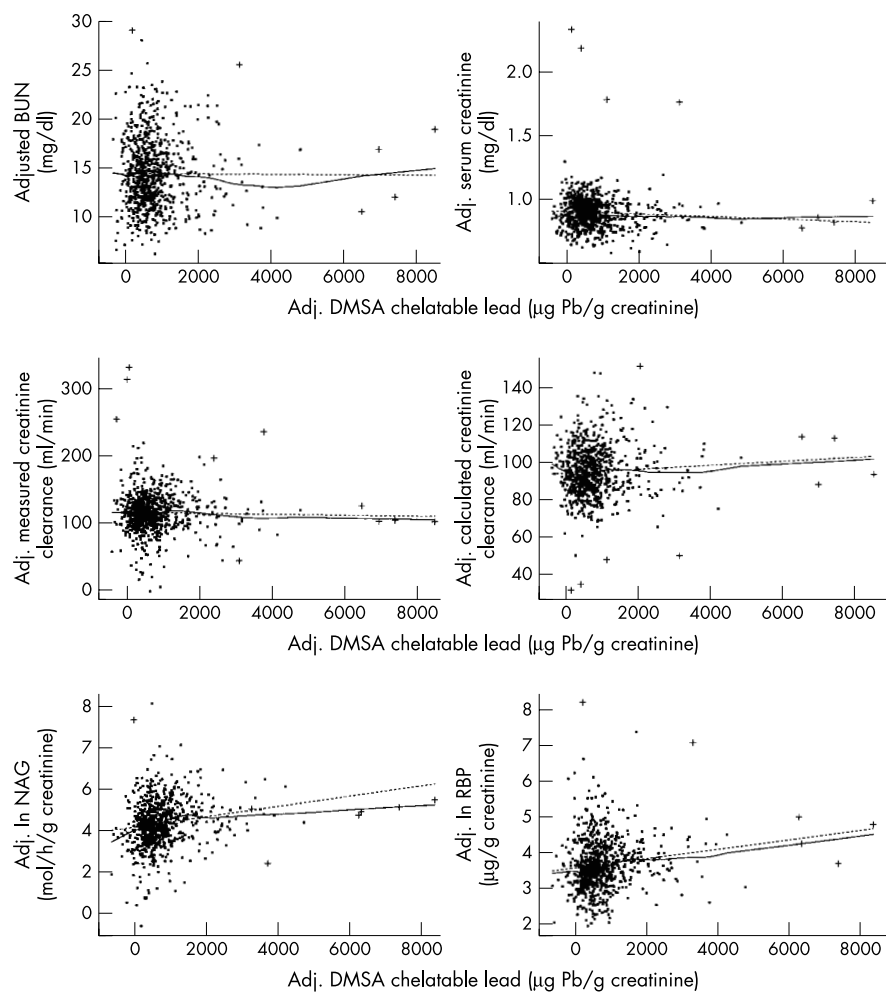 Adjusted BUN
(mg/dl)
30
25
20
15
10
0 2000 4000 6000 8000
Adj. serum creatinine
(mg/dl)
2.0
1.5
1.0
0 2000 4000 6000 8000
Adj. DMSA chelatable lead (μg Pb/g creatinine)
Adj. measured creatinine
clearance (ml/min)
300
200
100
0
0 2000 4000 6000 8000
Adj. calculated creatinine
clearance (ml/min)
140
120
100
80
60
40
0 2000 4000 6000 8000
Adj. DMSA chelatable lead (μg Pb/g creatinine)
Adj. ln NAG
(mol/h/g creatinine)
8
7
6
4
2
0
0 2000 4000 6000 8000
Adj. ln RBP
(μg/g creatinine)
8
7
6
5
4
3
2
0 2000 4000 6000 8000
Adj. DMSA chelatable lead (μg Pb/g creatinine)